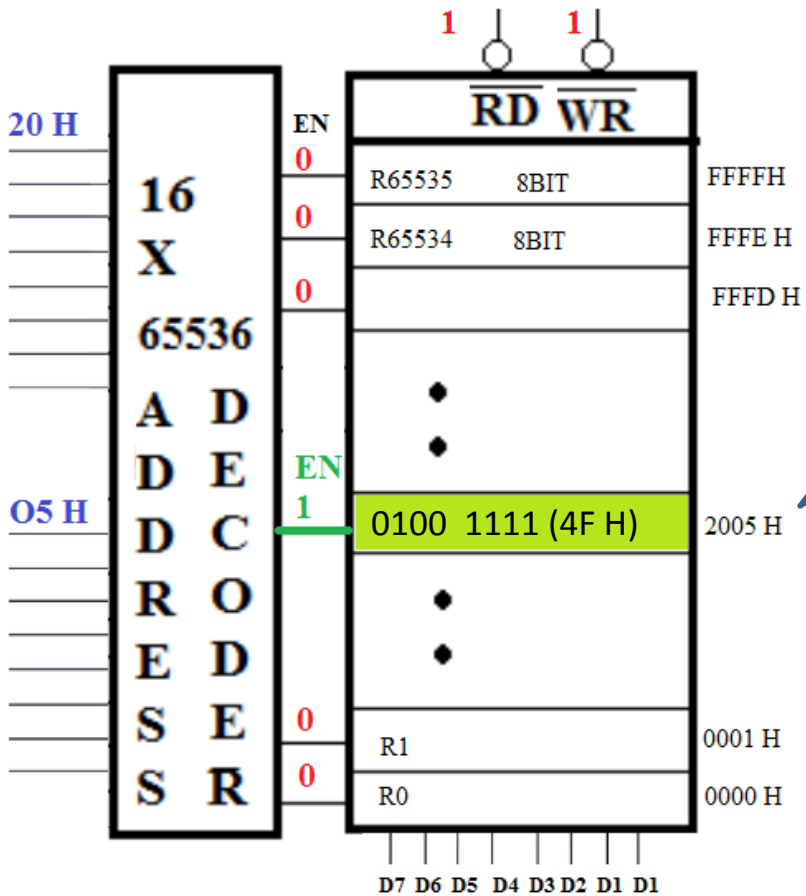 1 1
RD WR
20 H
EN
0
R65535 8BIT FFFFH
16
0
R65534 8BIT FFFE H
X
0
FFFD H
65536
ADDRESS
DECODER
EN
1
O5 H
0100 1111 (4F H) 2005 H
0
R1 0001 H
0
R0 0000 H
D7 D6 D5 D4 D3 D2 D1 D1